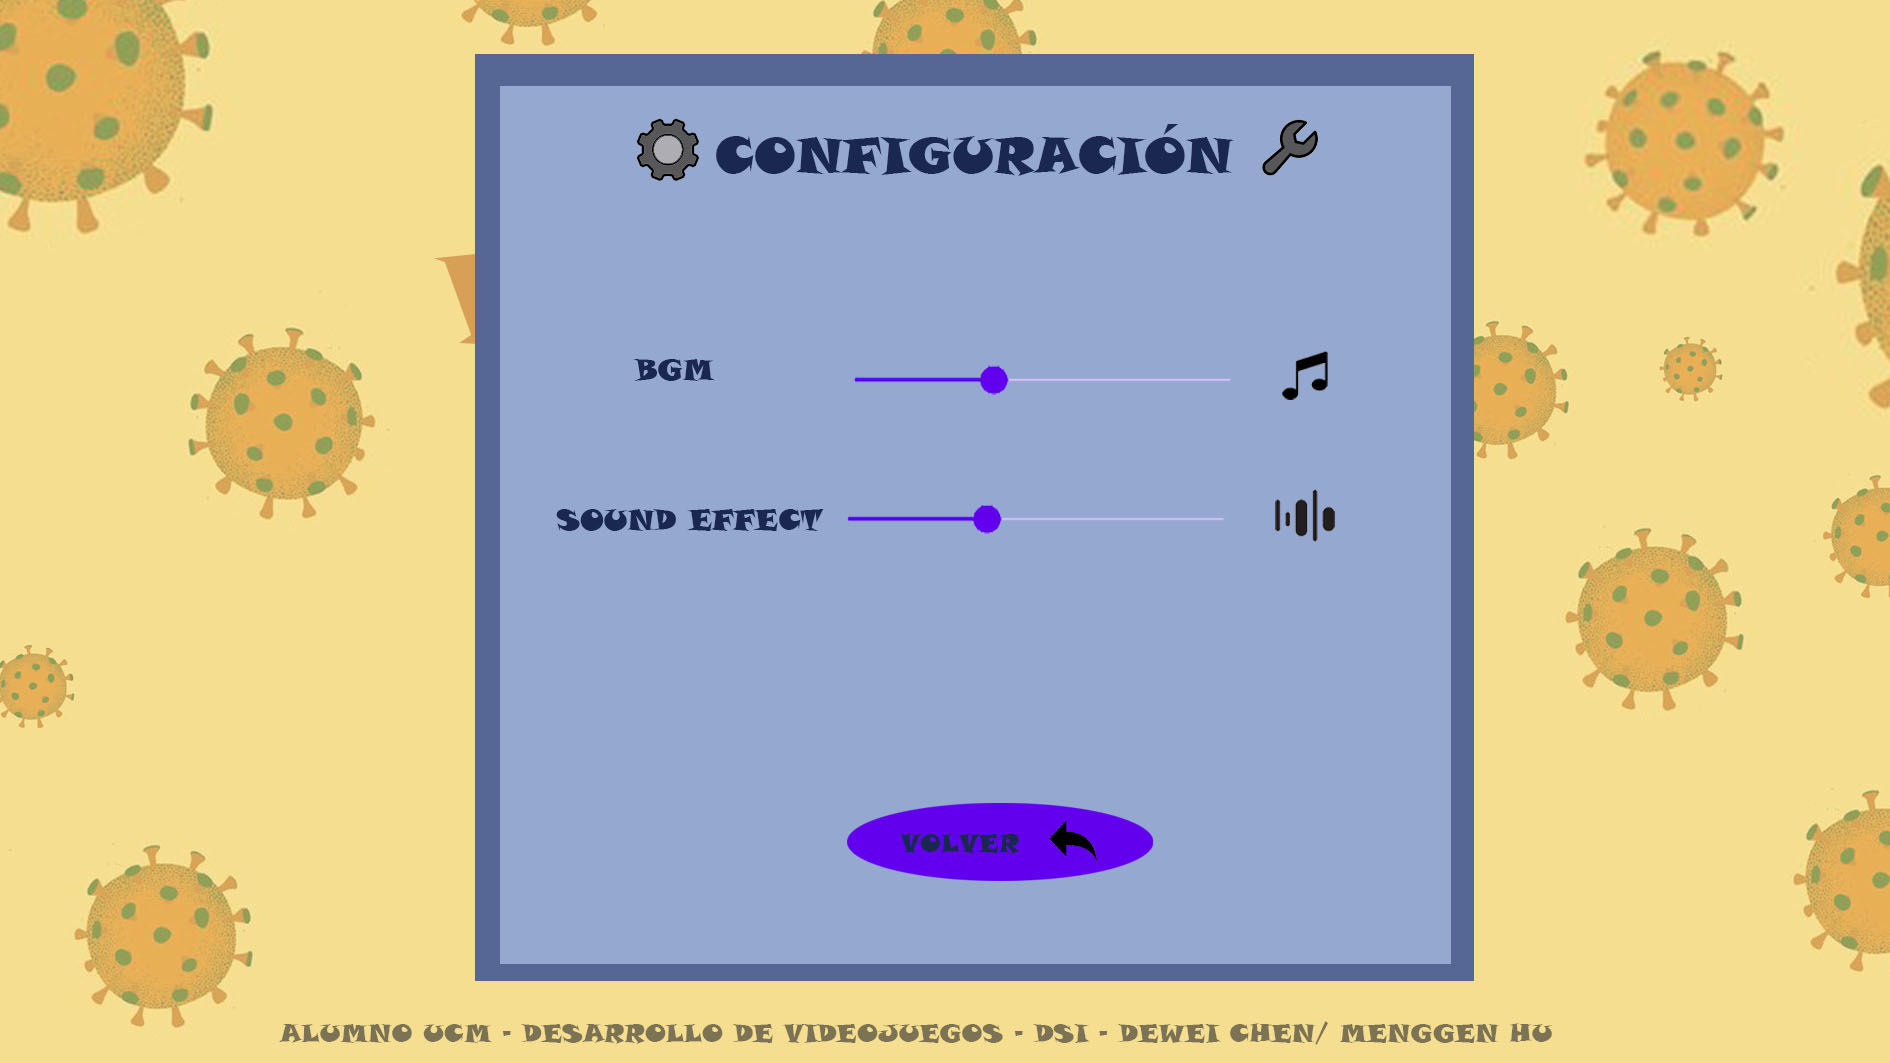 CONFIGURACIÓN
BGM
SOUND EFFECT
VOLVER
ALUMNO UCM - DESARROLLO DE VIDEOJUEGOS - DSI - DEWEI CHEN/ MENGGEN HU